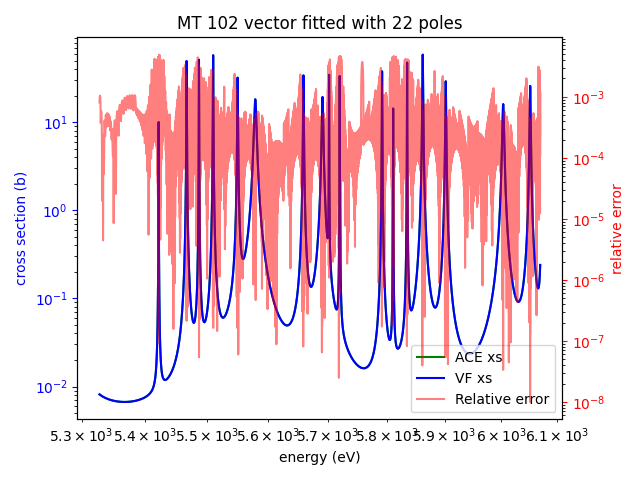 MT 102 vector fitted with 22 poles
10¹
10⁰
10⁻¹
10⁻²
cross section (b)
10⁻³
10⁻⁴
10⁻⁵
10⁻⁶
10⁻⁷
10⁻⁸
relative error
ACE xs
VF xs
Relative error
5.3 × 10³ 5.4 × 10³ 5.5 × 10³ 5.6 × 10³ 5.7 × 10³ 5.8 × 10³ 5.9 × 10³ 6 × 10³ 6.1 × 10³
energy (eV)